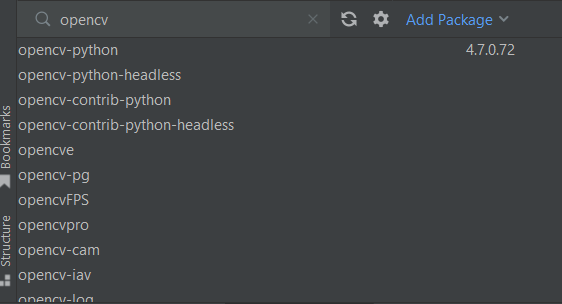 opencv
Add Package
opencv-python 4.7.0.72
opencv-python-headless
opencv-contrib-python
opencv-contrib-python-headless
opencve
opencv-pg
opencvFPS
opencvpro
opencv-cam
opencv-iav
opencv-log
Bookmarks
Structure